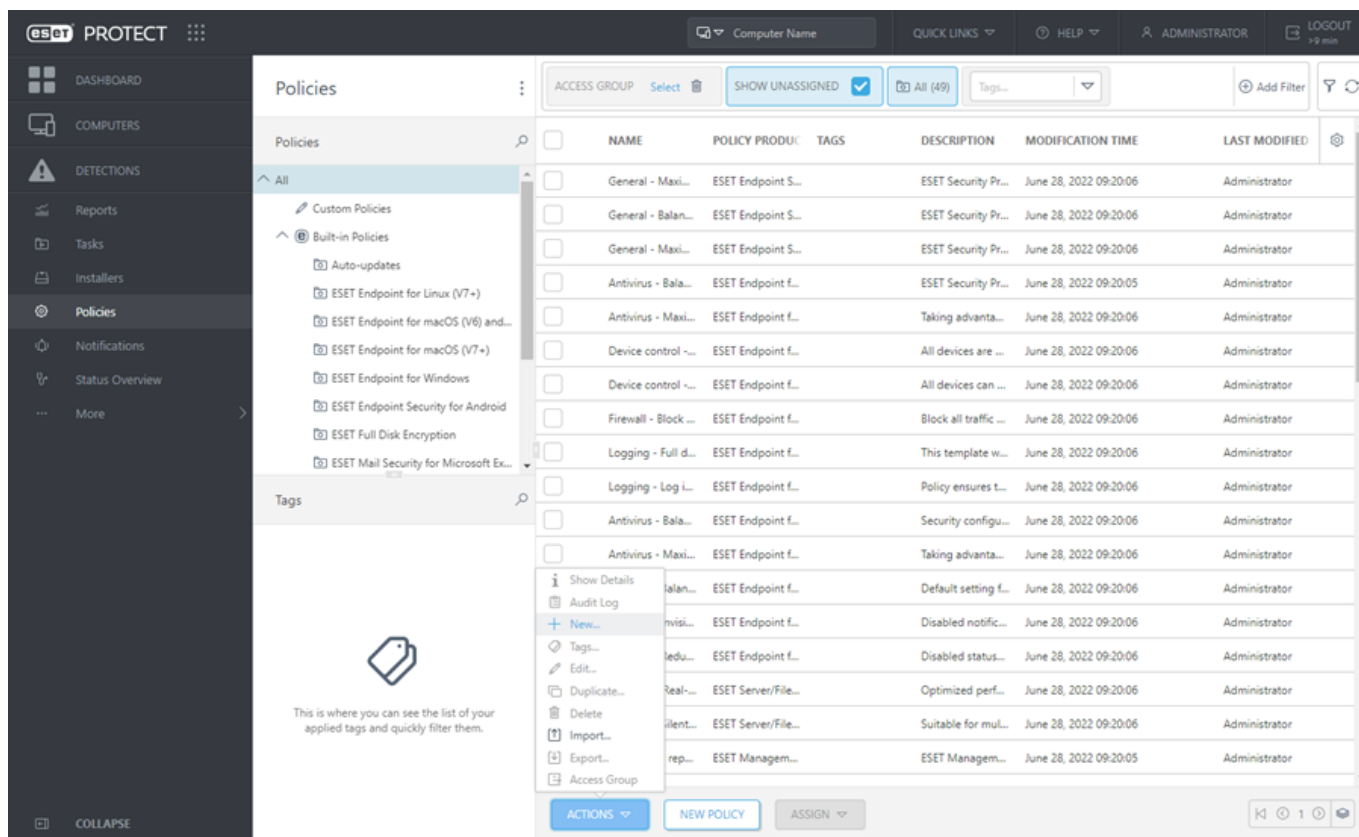 eseT PROTECT
Computer Name
QUICK LINKS
HELP
ADMINISTRATOR
LOGOUT
>9 min
DASHBOARD
COMPUTERS
DETECTIONS
Reports
Tasks
Installers
Policies
Notifications
Status Overview
More
COLLAPSE
Policies
Policies
All
Custom Policies
Built-in Policies
Auto-updates
ESET Endpoint for Linux (V7+)
ESET Endpoint for macOS (V6) and...
ESET Endpoint for macOS (V7+)
ESET Endpoint for Windows
ESET Endpoint Security for Android
ESET Full Disk Encryption
ESET Mail Security for Microsoft Ex...
Tags
This is where you can see the list of your
applied tags and quickly filter them.
ACCESS GROUP Select SHOW UNASSIGNED All (49) Tags... Add Filter
NAME POLICY PRODUC TAGS DESCRIPTION MODIFICATION TIME LAST MODIFIED
General - Maxi... ESET Endpoint S... ESET Security Pr... June 28, 2022 09:20:06 Administrator
General - Balan... ESET Endpoint S... ESET Security Pr... June 28, 2022 09:20:06 Administrator
General - Maxi... ESET Endpoint S... ESET Security Pr... June 28, 2022 09:20:06 Administrator
Antivirus - Bala... ESET Endpoint f... ESET Security Pr... June 28, 2022 09:20:05 Administrator
Antivirus - Maxi... ESET Endpoint f... Taking advanta... June 28, 2022 09:20:06 Administrator
Device control -... ESET Endpoint f... All devices are ... June 28, 2022 09:20:06 Administrator
Device control -... ESET Endpoint f... All devices can ... June 28, 2022 09:20:06 Administrator
Firewall - Block ... ESET Endpoint f... Block all traffic ... June 28, 2022 09:20:06 Administrator
Logging - Full d... ESET Endpoint f... This template w... June 28, 2022 09:20:06 Administrator
Logging - Log i... ESET Endpoint f... Policy ensures t... June 28, 2022 09:20:06 Administrator
Antivirus - Bala... ESET Endpoint f... Security configu... June 28, 2022 09:20:06 Administrator
Antivirus - Maxi... ESET Endpoint f... Taking advanta... June 28, 2022 09:20:06 Administrator
alan... ESET Endpoint f... Default setting f... June 28, 2022 09:20:06 Administrator
nvisi... ESET Endpoint f... Disabled notific... June 28, 2022 09:20:06 Administrator
Redu... ESET Endpoint f... Disabled status... June 28, 2022 09:20:06 Administrator
Real-... ESET Server/File... Optimized perf... June 28, 2022 09:20:06 Administrator
ilent... ESET Server/File... Suitable for mul... June 28, 2022 09:20:06 Administrator
rep... ESET Managem... ESET Managem... June 28, 2022 09:20:05 Administrator
Show Details
Audit Log
New...
Tags...
Edit...
Duplicate...
Delete
Import...
Export...
Access Group
ACTIONS NEW POLICY ASSIGN 1